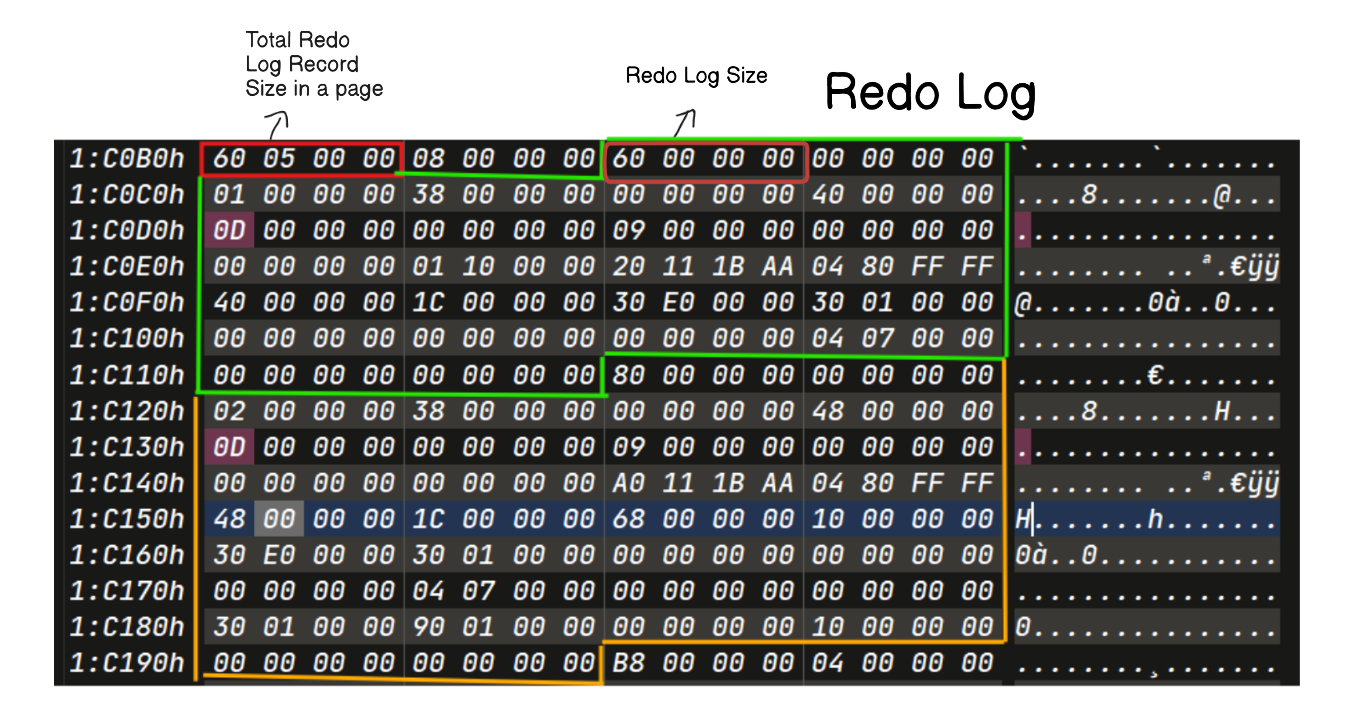 Total Redo
Log Record
Size in a page
Redo Log Size
Redo Log
1:C0B0h 60 05 00 00 08 00 00 00 60 00 00 00 00 00 00 00 `.......`.......
1:C0C0h 01 00 00 00 38 00 00 00 00 00 00 00 40 00 00 00 ....8.......@...
1:C0D0h 0D 00 00 00 00 00 00 00 09 00 00 00 00 00 00 00 ................
1:C0E0h 00 00 00 00 01 10 00 00 20 11 1B AA 04 80 FF FF ........ ..ª.€ÿÿ
1:C0F0h 40 00 00 00 1C 00 00 00 30 E0 00 00 30 01 00 00 @.......0à..0...
1:C100h 00 00 00 00 00 00 00 00 00 00 00 00 04 07 00 00 ................
1:C110h 00 00 00 00 00 00 00 00 80 00 00 00 00 00 00 00 ........€.......
1:C120h 02 00 00 00 38 00 00 00 00 00 00 00 48 00 00 00 ....8.......H...
1:C130h 0D 00 00 00 00 00 00 00 09 00 00 00 00 00 00 00 ................
1:C140h 00 00 00 00 00 00 00 00 A0 11 1B AA 04 80 FF FF ........ ..ª.€ÿÿ
1:C150h 48 00 00 00 1C 00 00 00 68 00 00 00 10 00 00 00 H.......h.......
1:C160h 30 E0 00 00 30 01 00 00 00 00 00 00 00 00 00 00 0à..0...........
1:C170h 00 00 00 00 04 07 00 00 00 00 00 00 00 00 00 00 ................
1:C180h 30 01 00 00 90 01 00 00 00 00 00 00 10 00 00 00 0...............
1:C190h 00 00 00 00 00 00 00 00 B8 00 00 00 04 00 00 00 ........¸.......